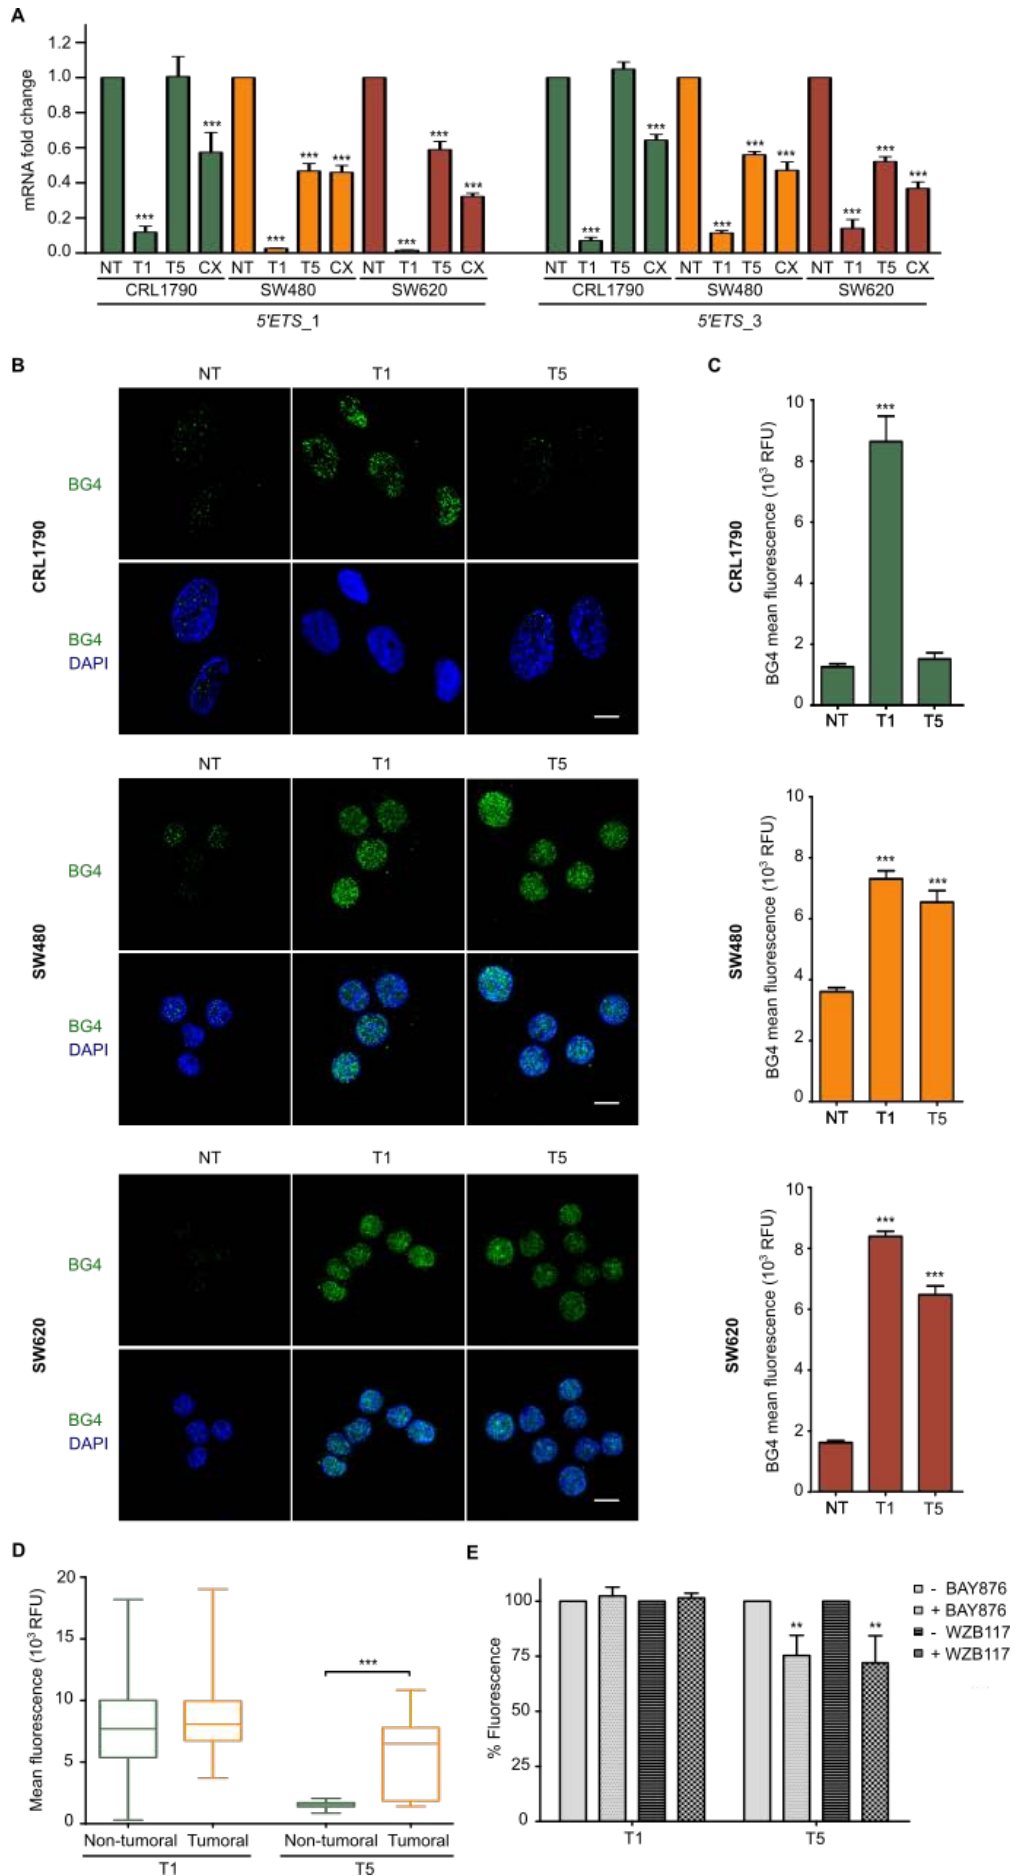 A
mRNA fold change
1.2
1.0
0.8
0.6
0.4
0.2
0.0
*** *** *** *** *** *** *** *** *** *** *** *** *** *** *** ***
NT T1 T5 CX NT T1 T5 CX NT T1 T5 CX NT T1 T5 CX NT T1 T5 CX NT T1 T5 CX
CRL1790 SW480 SW620 CRL1790 SW480 SW620
5'ETS_1 5'ETS_3
B
NT T1 T5
CRL1790
BG4
BG4
DAPI
NT T1 T5
SW480
BG4
BG4
DAPI
NT T1 T5
SW620
BG4
BG4
DAPI
C
CRL1790
BG4 mean fluorescence (10³ RFU)
10
8
6
4
2
0
***
NT T1 T5
SW480
BG4 mean fluorescence (10³ RFU)
10
8
6
4
2
0
*** ***
NT T1 T5
SW620
BG4 mean fluorescence (10³ RFU)
10
8
6
4
2
0
*** ***
NT T1 T5
D
Mean fluorescence (10³ RFU)
20
15
10
5
0
***
Non-tumoral Tumoral Non-tumoral Tumoral
T1 T5
E
% Fluorescence
100
75
50
25
0
** **
T1 T5
- BAY876
+ BAY876
- WZB117
+ WZB117